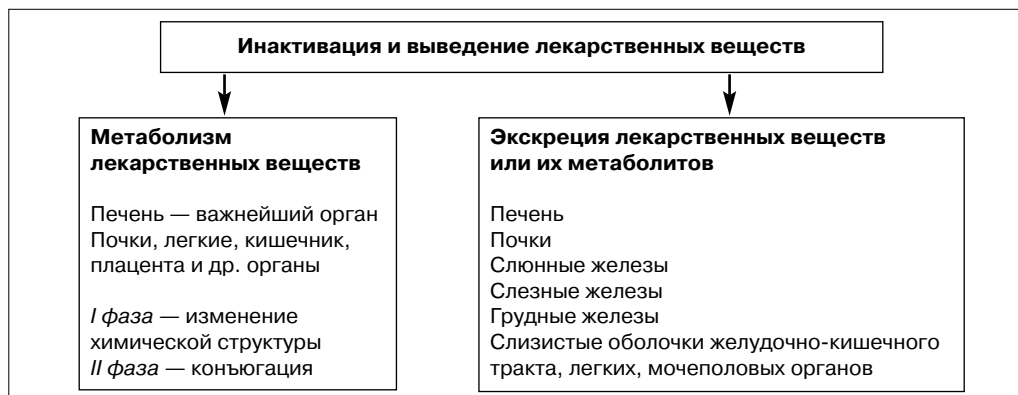 Инактивация и выведение лекарственных веществ
Метаболизм
лекарственных веществ
Печень — важнейший орган
Почки, легкие, кишечник,
плацента и др. органы
I фаза — изменение
химической структуры
II фаза — конъюгация
Экскреция лекарственных веществ
или их метаболитов
Печень
Почки
Слюнные железы
Слезные железы
Грудные железы
Слизистые оболочки желудочно-кишечного
тракта, легких, мочеполовых органов